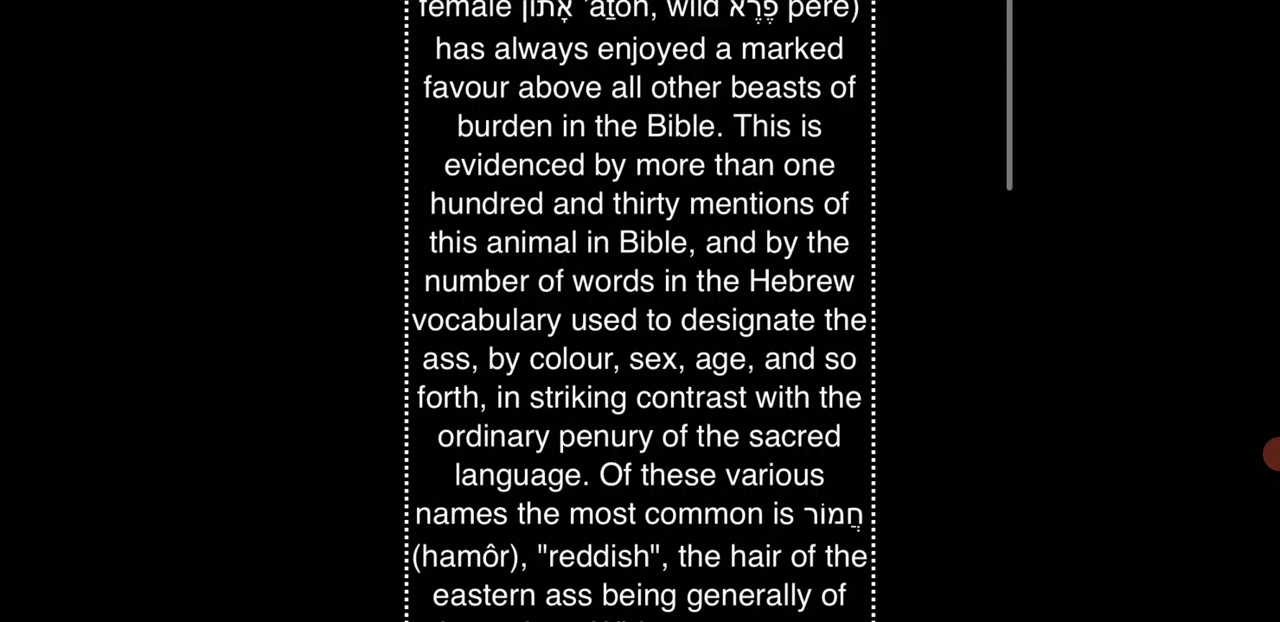 female אָתוֹן 'aṯôn, wild פֶּרֶא pere)
has always enjoyed a marked
favour above all other beasts of
burden in the Bible. This is
evidenced by more than one
hundred and thirty mentions of
this animal in Bible, and by the
number of words in the Hebrew
vocabulary used to designate the
ass, by colour, sex, age, and so
forth, in striking contrast with the
ordinary penury of the sacred
language. Of these various
names the most common is חֲמוֹר
(hamôr), "reddish", the hair of the
eastern ass being generally of